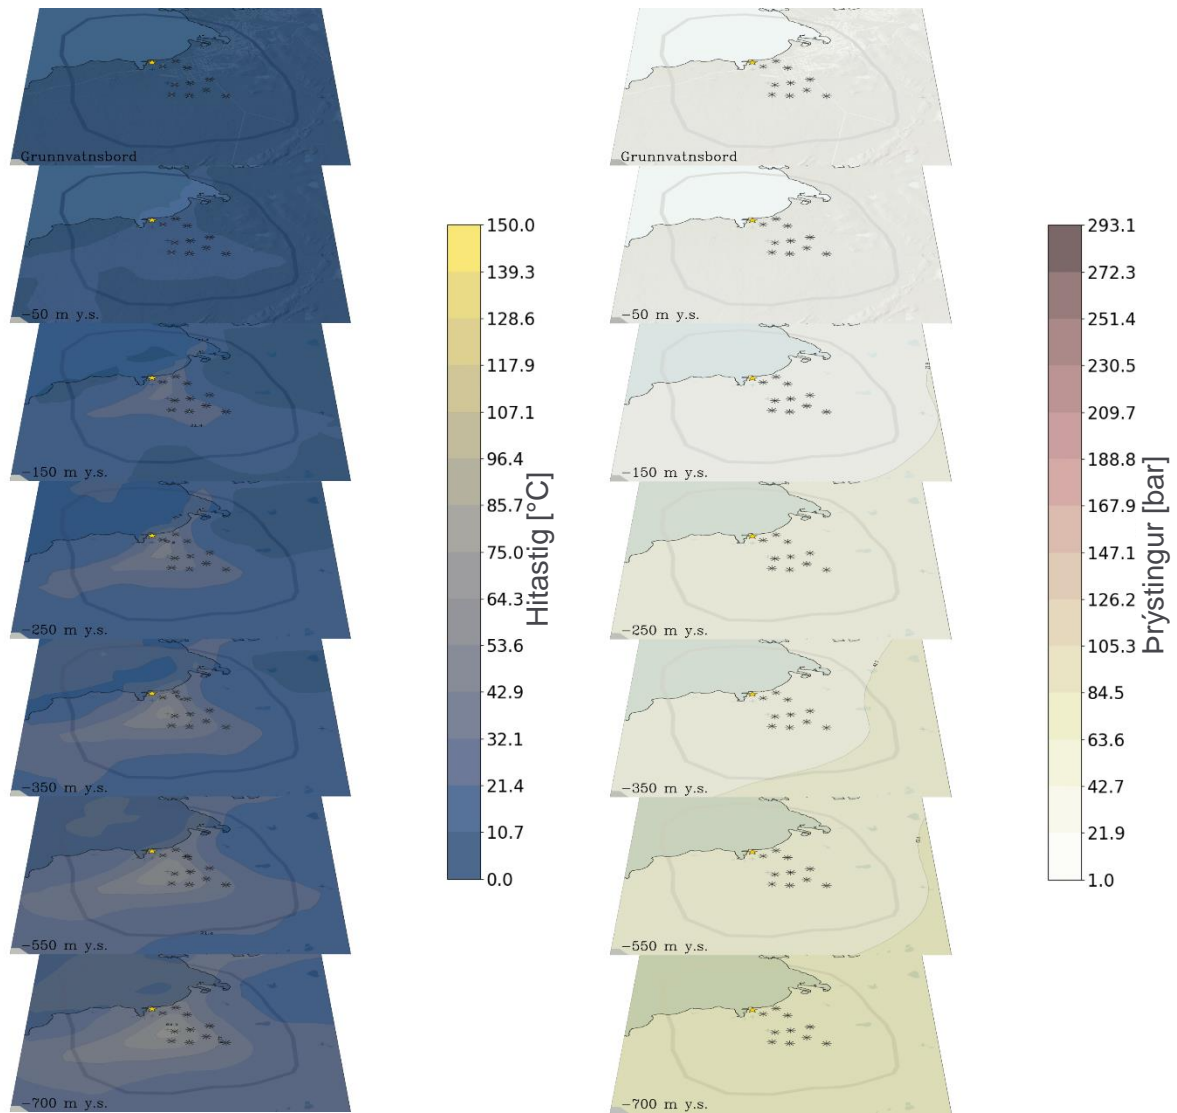 Grunnvatnsbord
-50 m y.s.
-150 m y.s.
-250 m y.s.
-350 m y.s.
-550 m y.s.
-700 m y.s.
150.0
139.3
128.6
117.9
107.1
96.4
85.7
75.0
64.3
53.6
42.9
32.1
21.4
10.7
0.0
Hitastig [°C]
Grunnvatnsbord
-50 m y.s.
-150 m y.s.
-250 m y.s.
-350 m y.s.
-550 m y.s.
-700 m y.s.
293.1
272.3
251.4
230.5
209.7
188.8
167.9
147.1
126.2
105.3
84.5
63.6
42.7
21.9
1.0
Þrýstingur [bar]